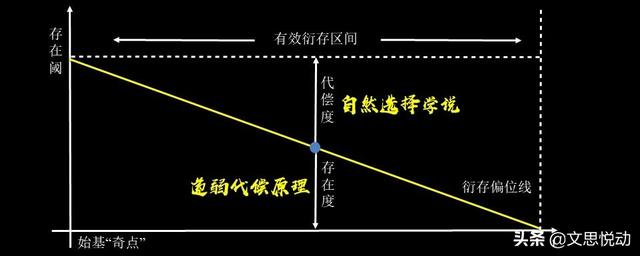 有效衍存区间
存在阈
代偿度
自然选择学说
递弱代偿原理
存在度
衍存偏位线
始基“奇点”
头条 @文思悦动